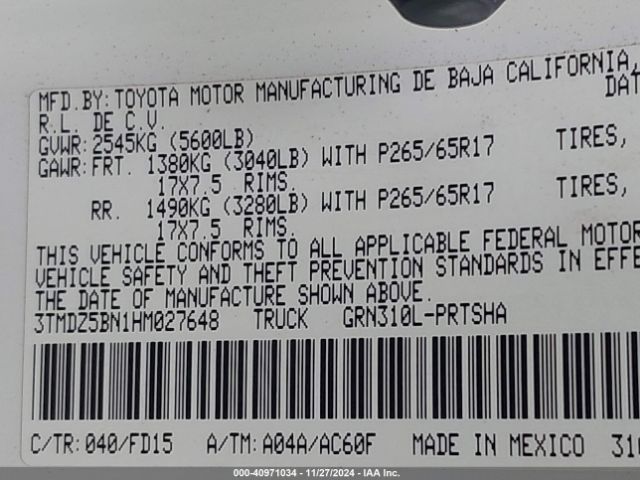 MFD.BY:TOYOTA MOTOR MANUFACTURING DE BAJA CALIFORNIA,
R.L. DE C.V. DAT
GVWR:2545KG (5600LB)
GAWR:FRT. 1380KG (3040LB) WITH P265/65R17 TIRES,
17X7.5 RIMS.
RR. 1490KG (3280LB) WITH P265/65R17 TIRES,
17X7.5 RIMS.
THIS VEHICLE CONFORMS TO ALL APPLICABLE FEDERAL MOTOR
VEHICLE SAFETY AND THEFT PREVENTION STANDARDS IN EFFE
THE DATE OF MANUFACTURE SHOWN ABOVE.
3TMDZ5BN1HM027648 TRUCK GRN310L-PRTSHA
C/TR:040/FD15 A/TM:A04A/AC60F MADE IN MEXICO 310
000-40971034 - 11/27/2024 - IAA Inc.